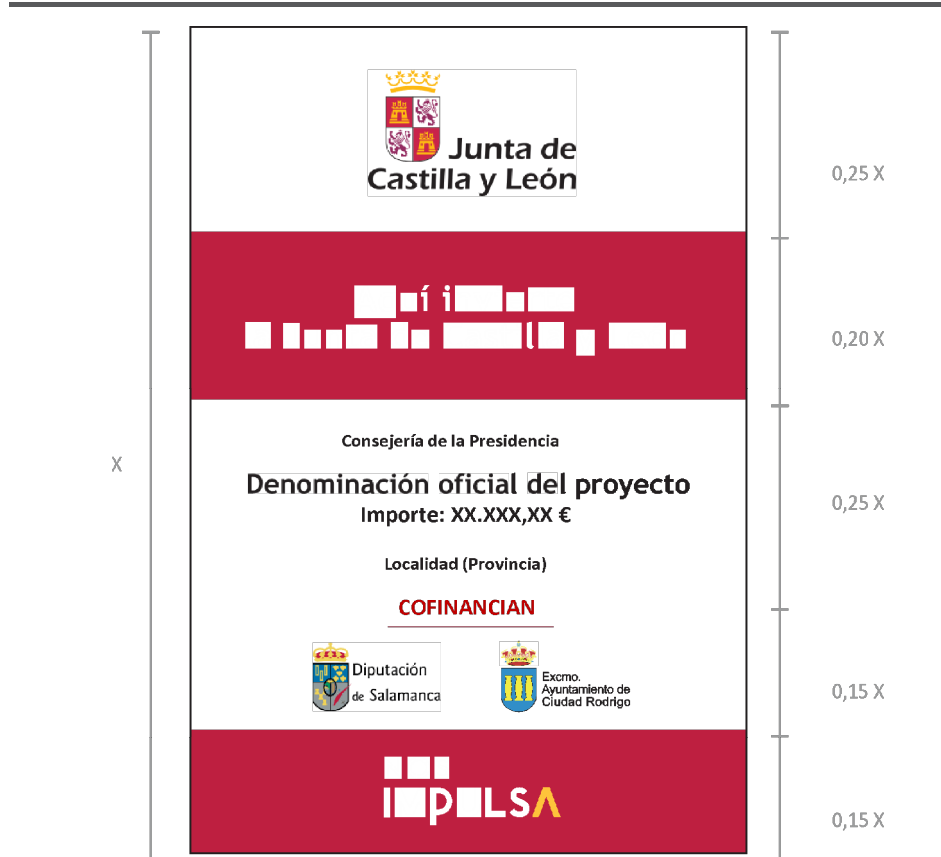 Junta de
Castilla y León
0,25 X
0,20 X
Consejería de la Presidencia
X
Denominación oficial del proyecto
0,25 X
Importe: XX.XXX,XX €
Localidad (Provincia)
COFINANCIAN
Diputación
de Salamanca
Excmo.
Ayuntamiento de
Ciudad Rodrigo
0,15 X
0,15 X